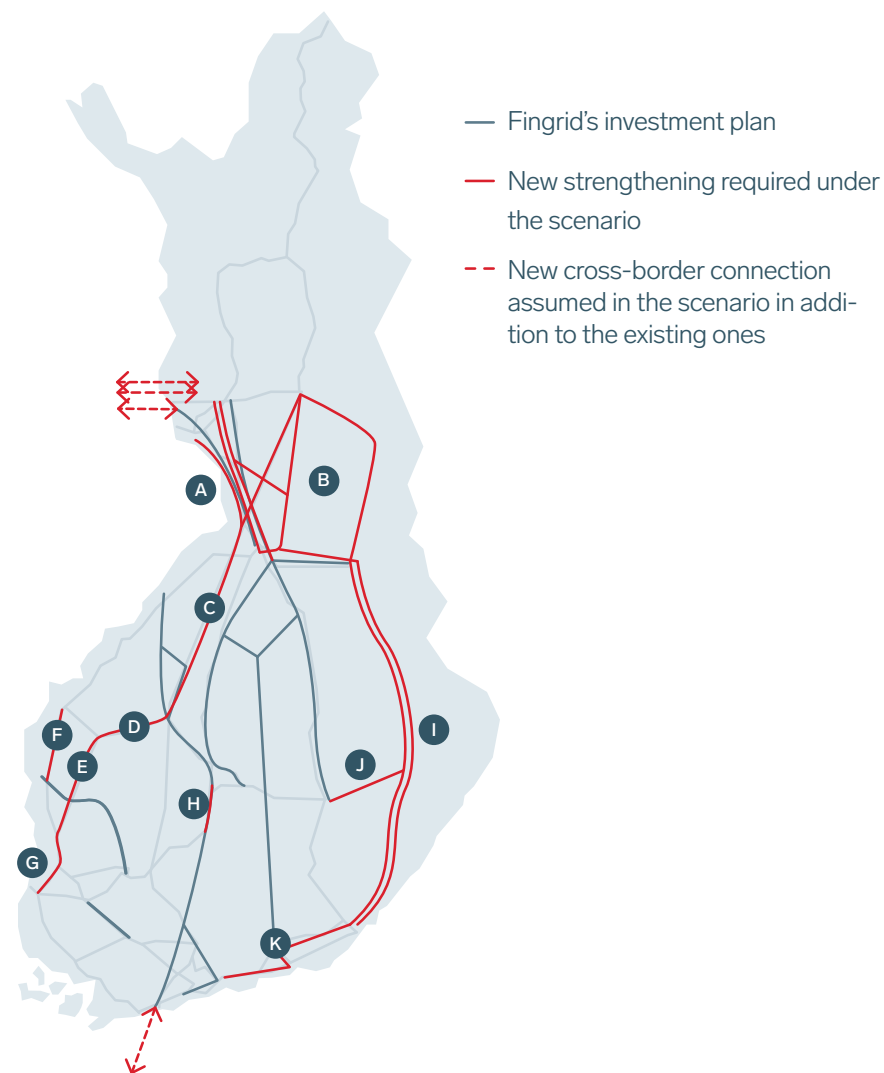 Fingrid's investment plan
New strengthening required under
the scenario
New cross-border connection
assumed in the scenario in addi-
tion to the existing ones
A
B
C
D
F
E
I
J
H
G
K